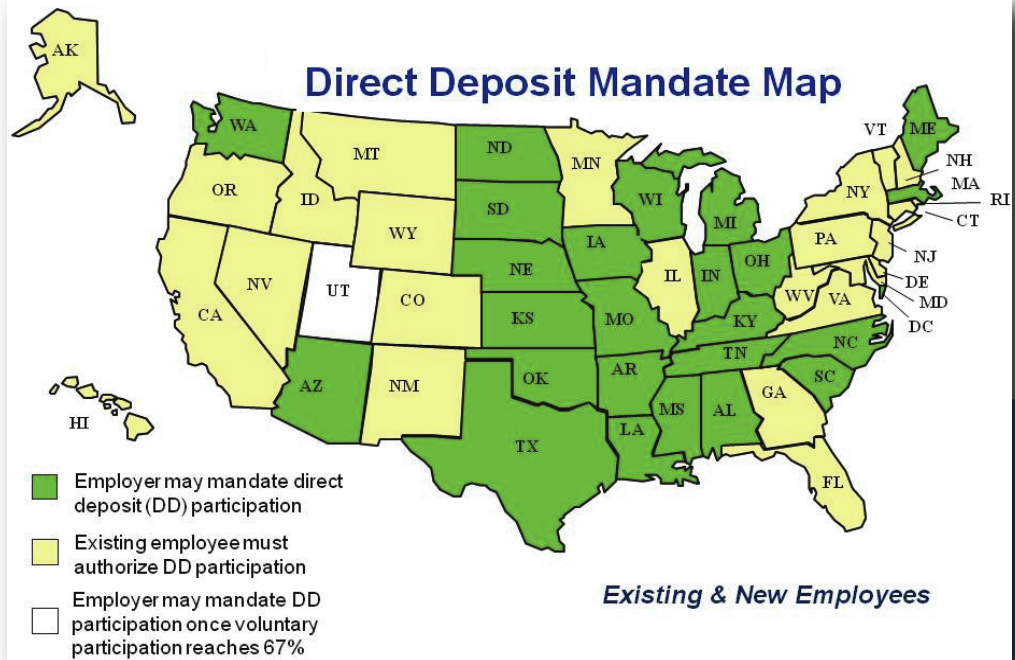 AK
Direct Deposit Mandate Map
WA
MT
ND
MN
VT
ME
NH
MA
RI
CT
OR
ID
WY
SD
WI
MI
NY
PA
NJ
NV
UT
CO
NE
IA
IL
IN
OH
DE
MD
DC
CA
KS
MO
KY
WV
VA
AZ
NM
OK
AR
TN
NC
SC
TX
LA
MS
AL
GA
FL
HI
Employer may mandate direct
deposit (DD) participation
Existing employee must
authorize DD participation
Employer may mandate DD
participation once voluntary
participation reaches 67%
Existing & New Employees